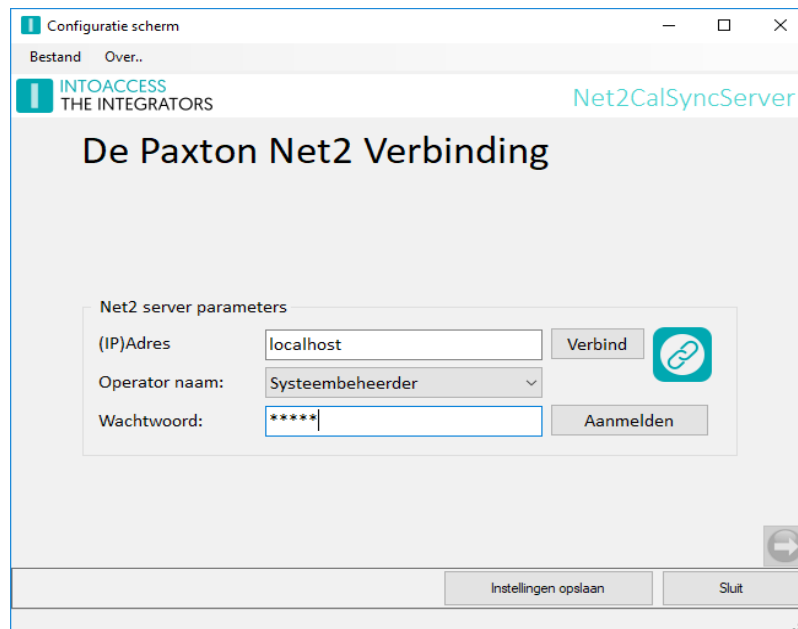 Configuratie scherm
Bestand Over..
INTOACCESS
THE INTEGRATORS
Net2CalSyncServer
De Paxton Net2 Verbinding
Net2 server parameters
(IP)Adres localhost Verbind
Operator naam: Systeembeheerder
Wachtwoord: ***** Aanmelden
Instellingen opslaan Sluit